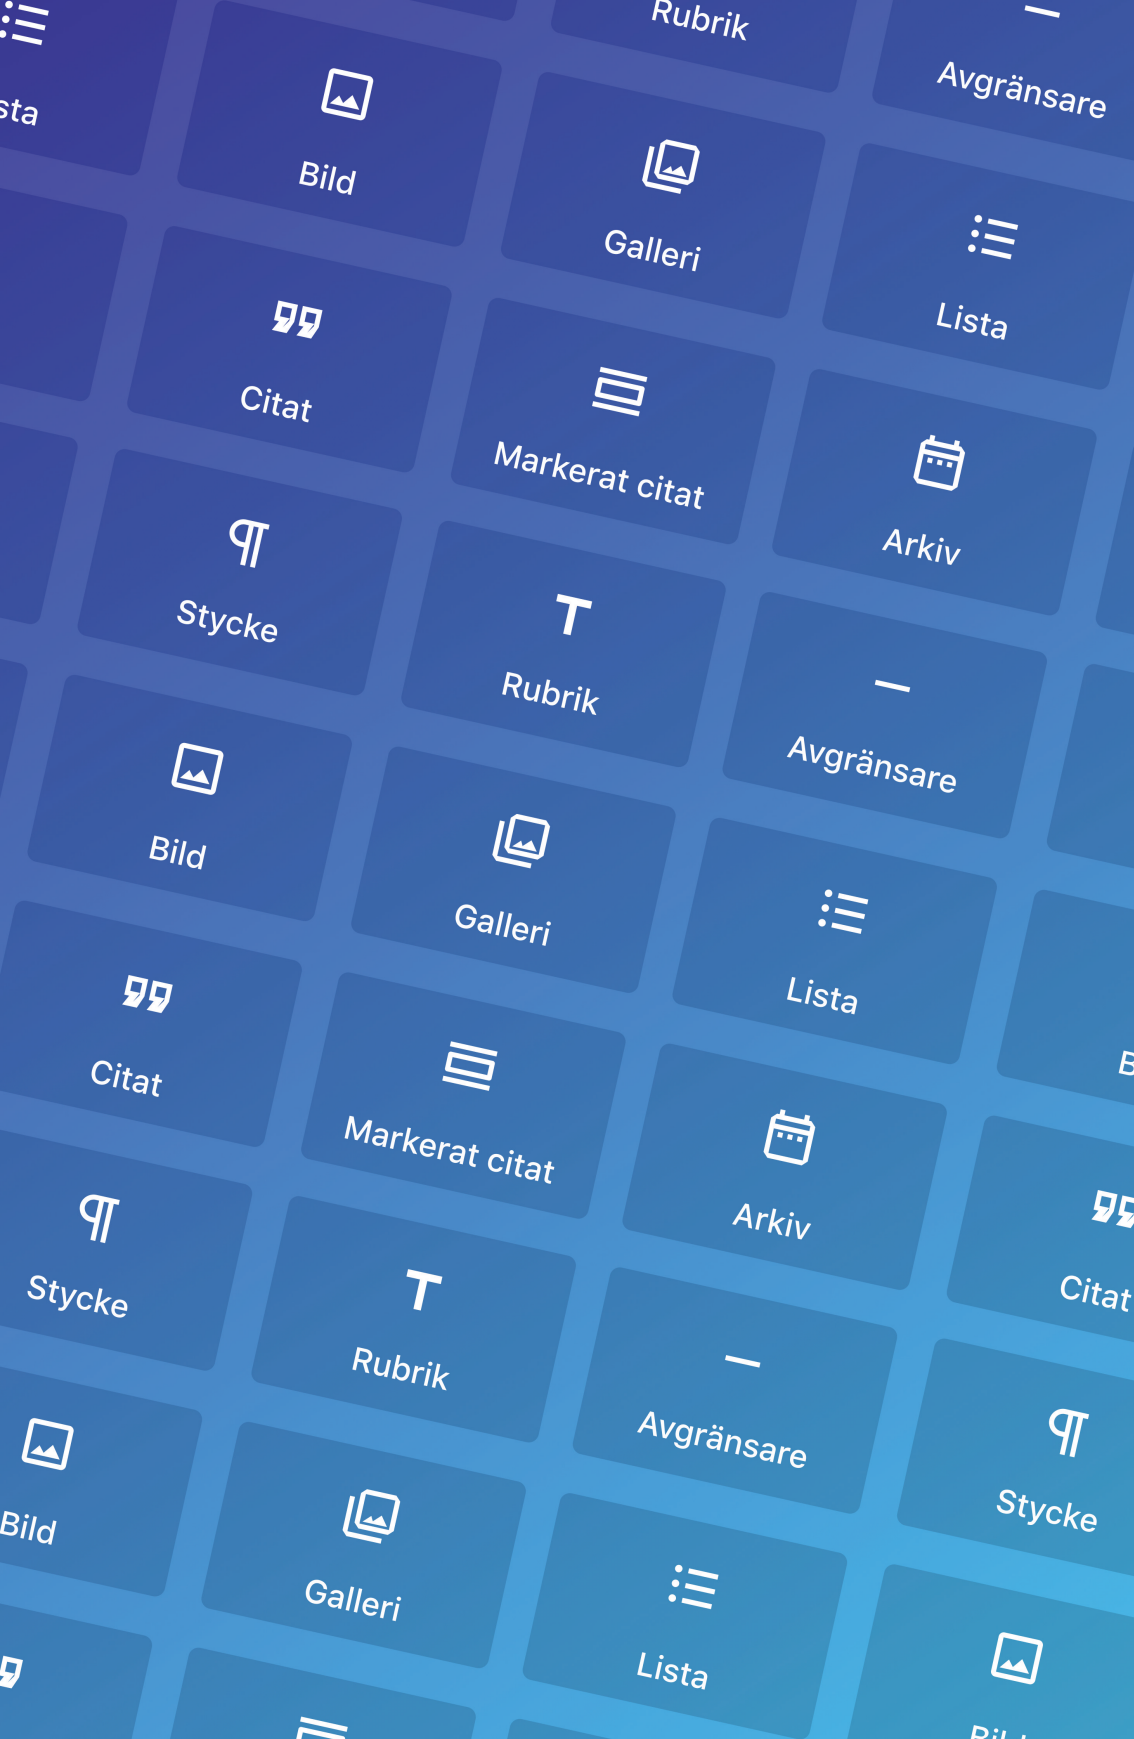 Rubrik
Avgränsare
sta
Bild
Galleri
Lista
Citat
Markerat citat
Arkiv
Stycke
Rubrik
Avgränsare
Bild
Galleri
Lista
Citat
Markerat citat
Arkiv
Citat
Stycke
Rubrik
Avgränsare
Stycke
Bild
Galleri
Lista